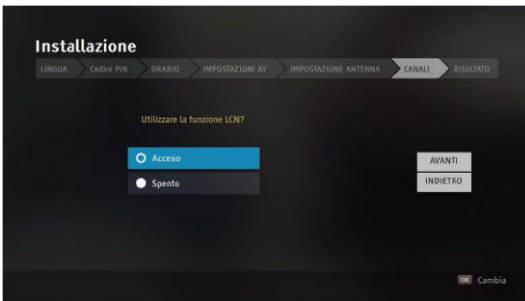 Installazione
LINGUA Codice PIN ORARIO IMPOSTAZIONI AV IMPOSTAZIONE ANTENNA CANALI RISULTATO
Utilizzare la funzione LCN?
Acceso
Spento
AVANTI
INDIETRO
OK Cambia